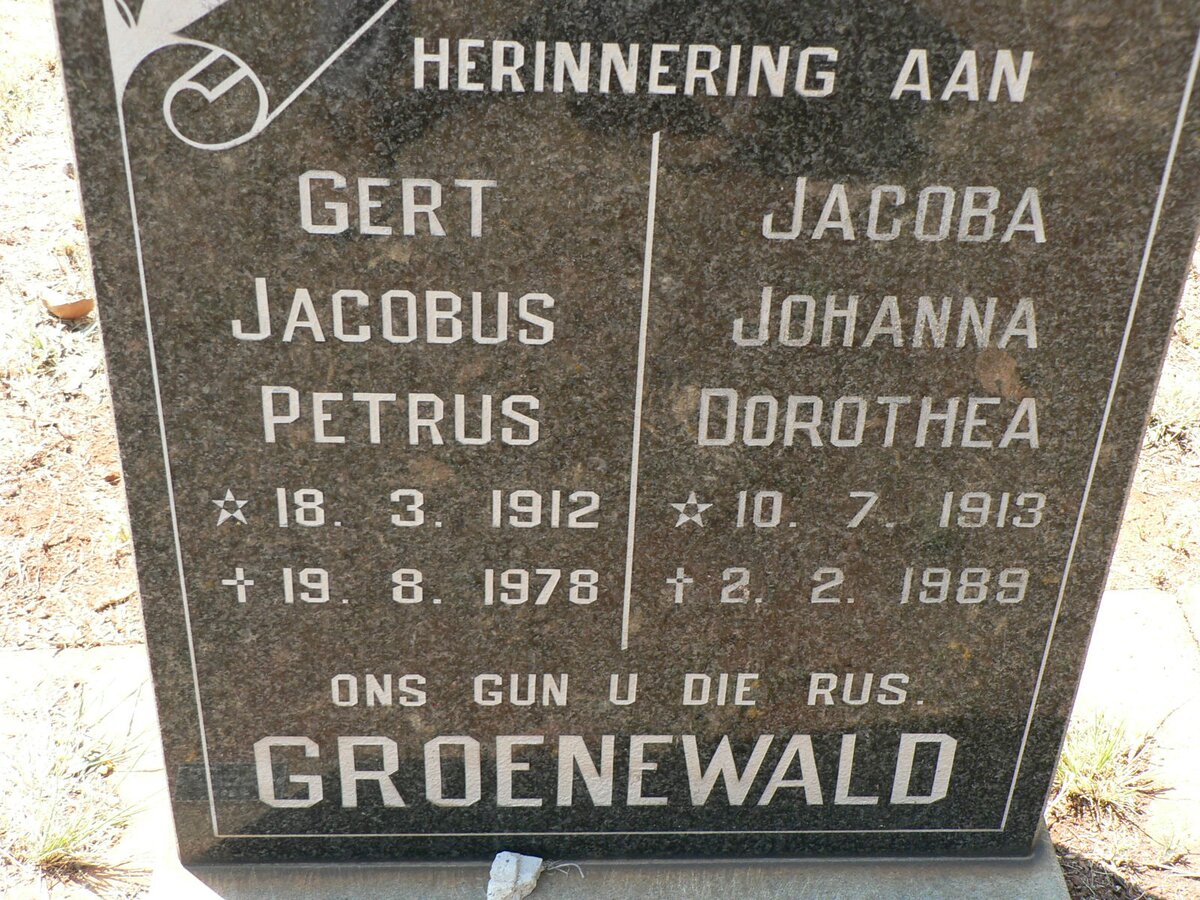 HERINNERING AAN
GERT
JACOBUS
PETRUS
☆ 18. 3. 1912
✝ 19. 8. 1978
JACOBA
JOHANNA
DOROTHEA
☆ 10. 7. 1913
✝ 2. 2. 1989
ONS GUN U DIE RUS.
GROENEWALD